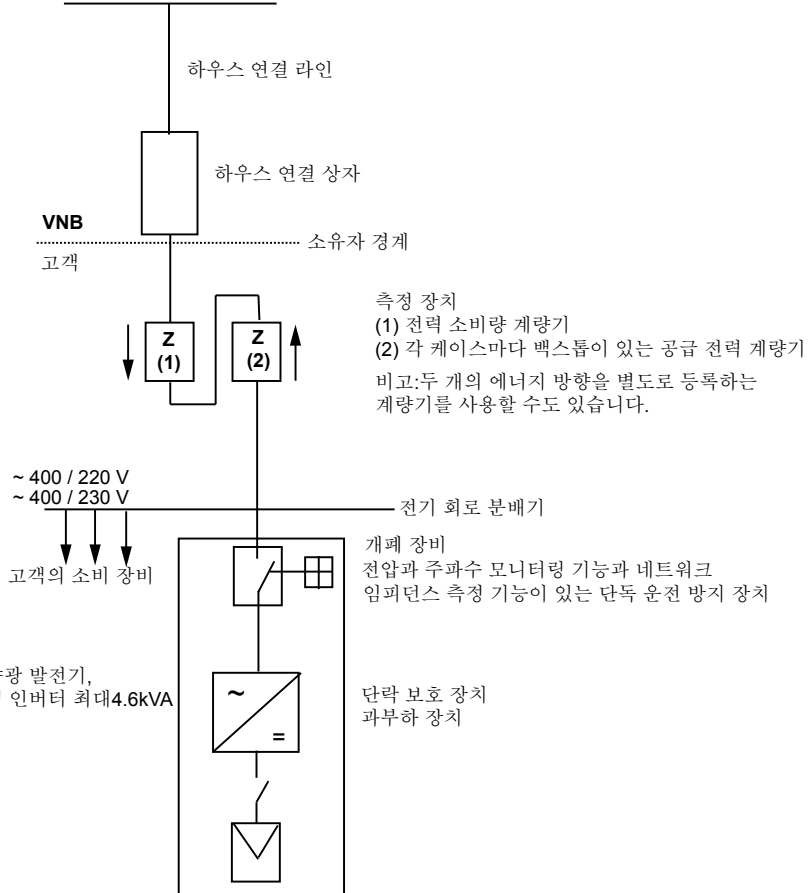 하우스 연결 라인
하우스 연결 상자
VNB
소유자 경계
고객
측정 장치
(1) 전력 소비량 계량기
(2) 각 케이스마다 백스톱이 있는 공급 전력 계량기
비고:두 개의 에너지 방향을 별도로 등록하는
계량기를 사용할 수도 있습니다.
Z
(1)
Z
(2)
~ 400 / 220 V
~ 400 / 230 V
전기 회로 분배기
고객의 소비 장비
개폐 장비
전압과 주파수 모니터링 기능과 네트워크
임피던스 측정 기능이 있는 단독 운전 방지 장치
발전기,
인버터 최대4.6kVA
~
=
단락 보호 장치
과부하 장치